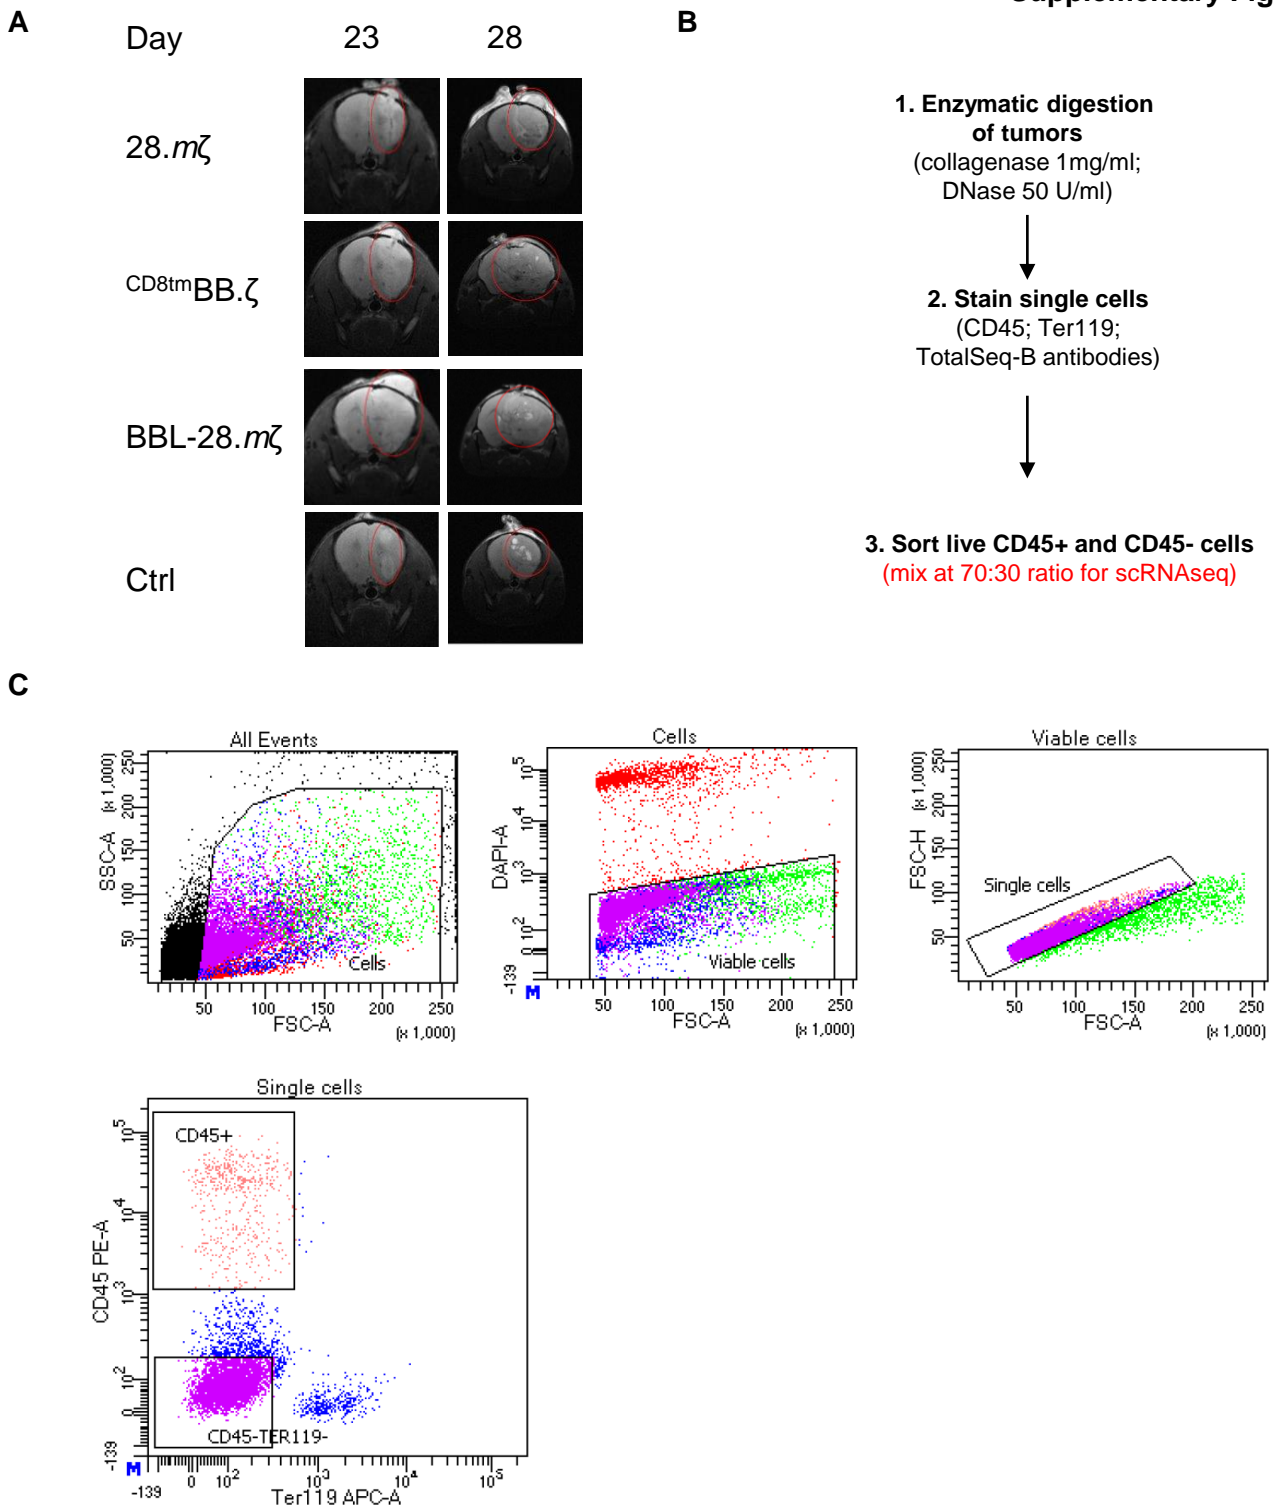 Supplementary Fig
A
Day 23 28
28.mζ
CD8tmBB.ζ
BBL-28.mζ
Ctrl
B
1. Enzymatic digestion
of tumors
(collagenase 1mg/ml;
DNase 50 U/ml)
2. Stain single cells
(CD45; Ter119;
TotalSeq-B antibodies)
3. Sort live CD45+ and CD45- cells
(mix at 70:30 ratio for scRNAseq)
C
All Events
SSC-A (x 1,000)
250
200
150
100
50
Cells
50 100 150 200 250
FSC-A
(x 1,000)
Cells
DAPI-A
10^5
10^4
10^3
10^2
0
-139
Viable cells
M
50 100 150 200 250
FSC-A
(x 1,000)
Viable cells
FSC-H (x 1,000)
250
200
150
100
50
Single cells
50 100 150 200 250
FSC-A
(x 1,000)
Single cells
CD45 PE-A
10^5
10^4
10^3
10^2
0
-139
CD45+
CD45-TER119-
M
-139 0 10^2 10^3 10^4 10^5
Ter119 APC-A